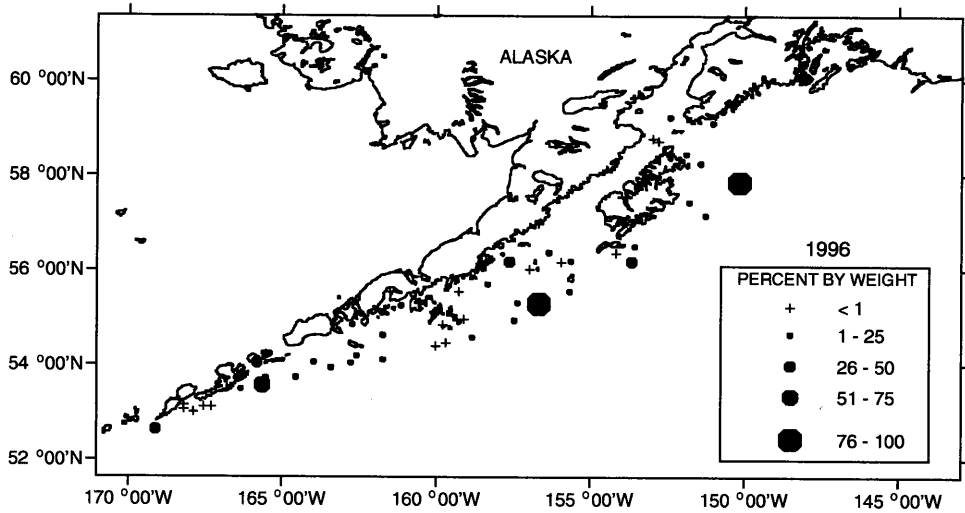 ALASKA
60 °00'N
58 °00'N
56 °00'N
54 °00'N
52 °00'N
1996
PERCENT BY WEIGHT
+ < 1
1 - 25
26 - 50
51 - 75
76 - 100
170 °00'W 165 °00'W 160 °00'W 155 °00'W 150 °00'W 145 °00'W